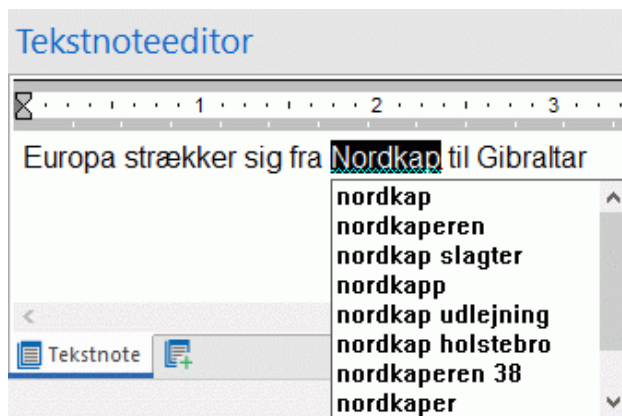 Tekstnoteeditor
1 2 3
Europa strækker sig fra Nordkap til Gibraltar
nordkap
nordkaperen
nordkap slagter
nordkapp
nordkap udlejning
nordkap holstebro
nordkaperen 38
nordkaper
Tekstnote